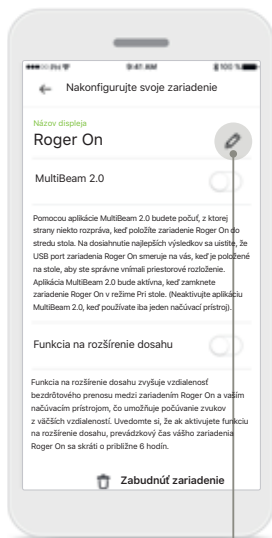 9:41 AM 100 %
Nakonfigurujte svoje zariadenie
Názov displeja
Roger On
MultiBeam 2.0
Pomocou aplikácie MultiBeam 2.0 budete počuť, z ktorej
strany niekto rozpráva, keď položíte zariadenie Roger On do
stredu stola. Na dosiahnutie najlepších výsledkov sa uistite, že
USB port zariadenia Roger On smeruje na vás, keď je položené
na stole, aby ste správne vnímali priestorové rozloženie.
Aplikácia MultiBeam 2.0 bude aktívna, keď zamknete
zariadenie Roger On v režime Pri stole. (Neaktivujte aplikáciu
MultiBeam 2.0, keď používate iba jeden načúvací prístroj).
Funkcia na rozšírenie dosahu
Funkcia na rozšírenie dosahu zvyšuje vzdialenosť
bezdrôtového prenosu medzi zariadením Roger On a vaším
načúvacím prístrojom, čo umožňuje počúvanie zvukov
z väčších vzdialeností. Uvedomte si, že ak aktivujete funkciu
na rozšírenie dosahu, prevádzkový čas vášho zariadenia
Roger On sa skráti o približne 6 hodín.
Zabudnúť zariadenie